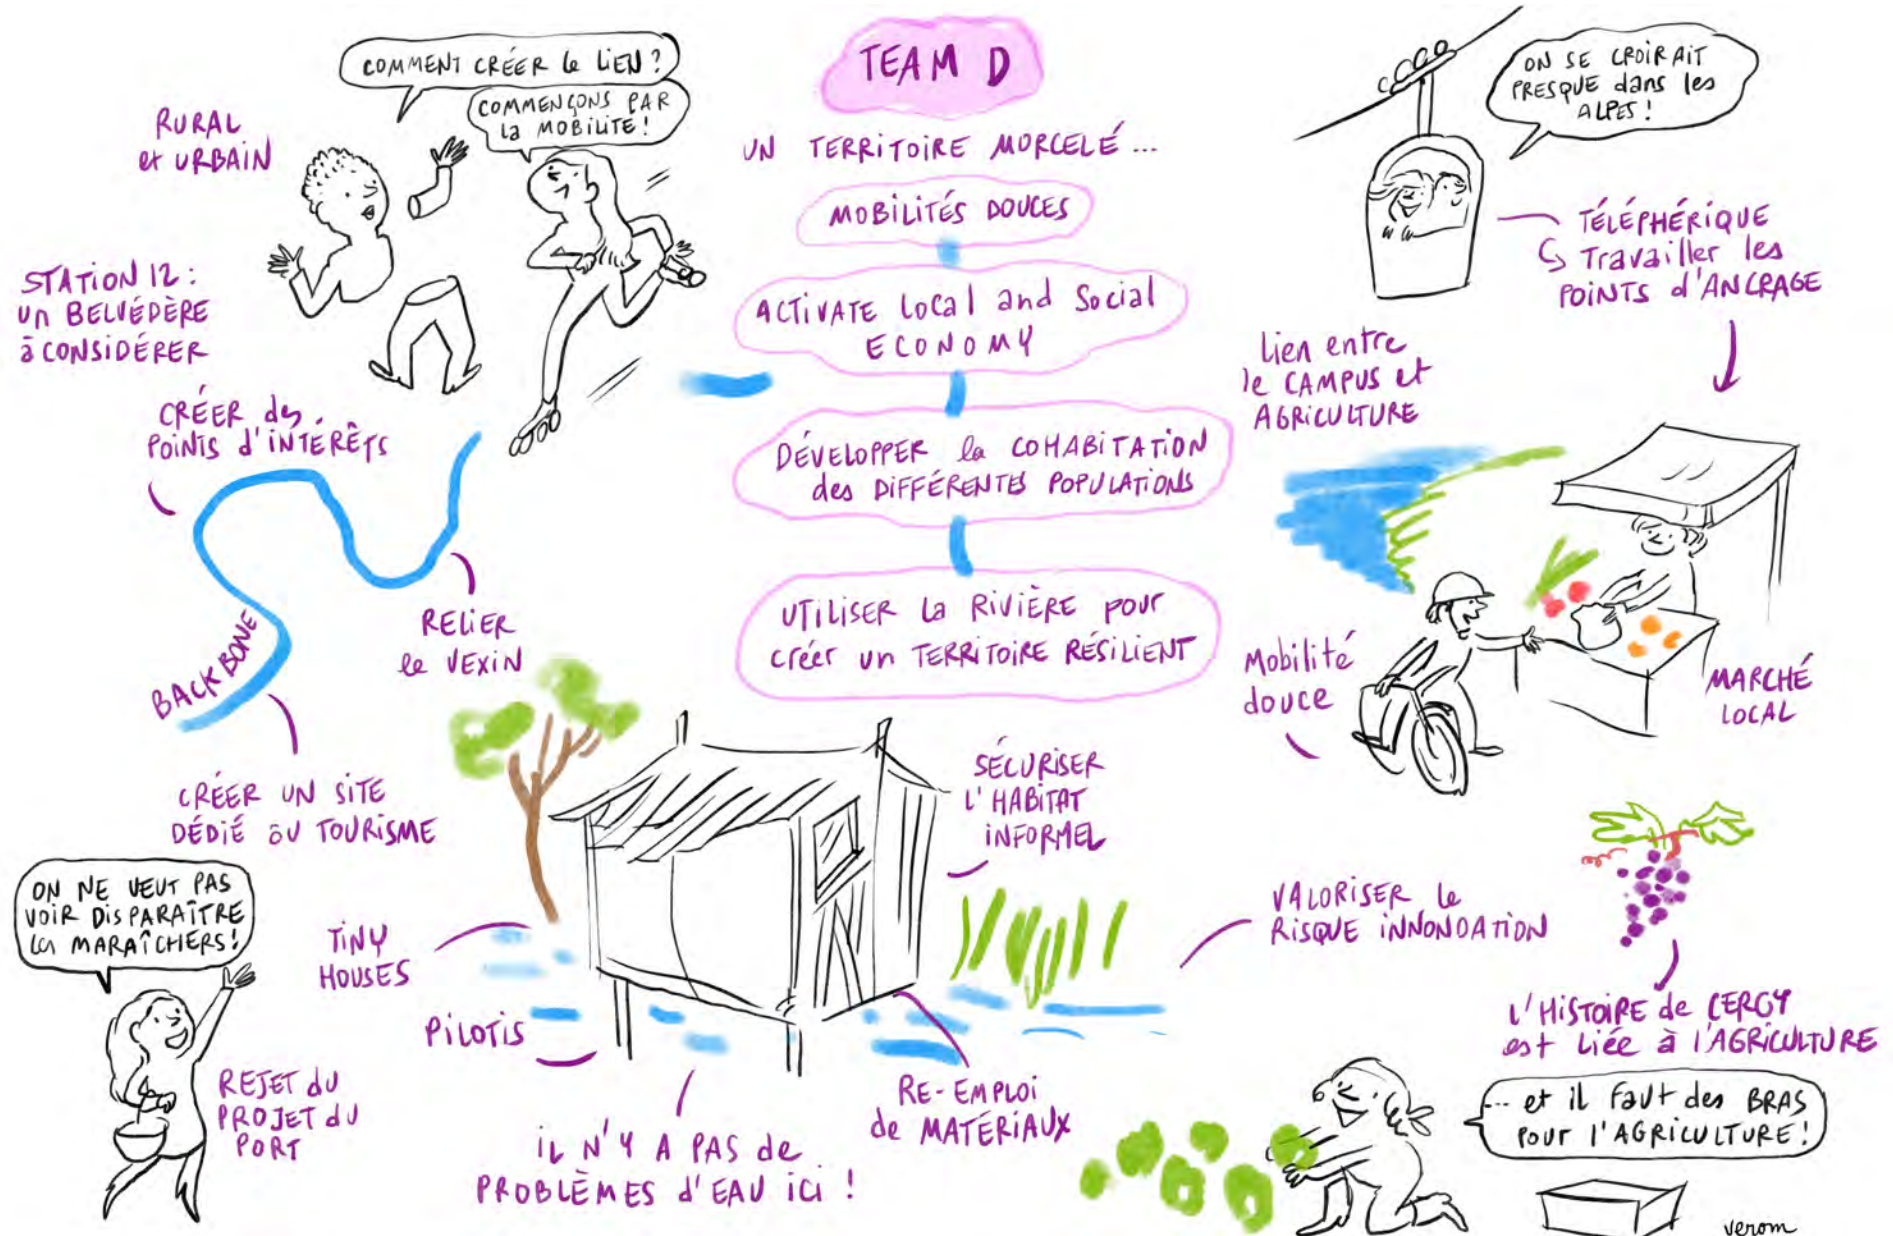 TEAM D
UN TERRITOIRE MORCELÉ...
MOBILITÉS DOUCES
ACTIVATE Local and Social
ECONOMY
DÉVELOPPER la COHABITATION
des DIFFÉRENTES POPULATIONS
UTILISER La RIVIÈRE pour
créer un TERRITOIRE RÉSILIENT
COMMENT CRÉER le LIEN?
COMMENÇONS PAR
la MOBILITÉ!
RURAL
et URBAIN
STATION 12:
un BELVÉDÈRE
à CONSIDÉRER
CRÉER des
POINTS d'INTÉRÊTS
BACKBONE
RELIER
le VEXIN
CRÉER UN SITE
DÉDIÉ au TOURISME
ON NE VEUT PAS
VOIR DISPARAÎTRE
les MARAÎCHERS!
REJET du
PROJET du
PORT
TINY
HOUSES
PILOTIS
IL N'Y A PAS de
PROBLÈMES d'EAU ici!
RE-EMPLOI
de MATÉRIAUX
SÉCURISER
L'HABITAT
INFORMEL
VALORISER le
RISQUE INNONDATION
ON SE CROIRAIT
PRESQUE dans les
ALPES!
TÉLÉPHÉRIQUE
Travailler les
POINTS d'ANCRAGE
Lien entre
le CAMPUS et
AGRICULTURE
Mobilité
douce
MARCHÉ
LOCAL
L'HISTOIRE de CERGY
est liée à l'AGRICULTURE
... et il faut des BRAS
pour l'AGRICULTURE!
verom